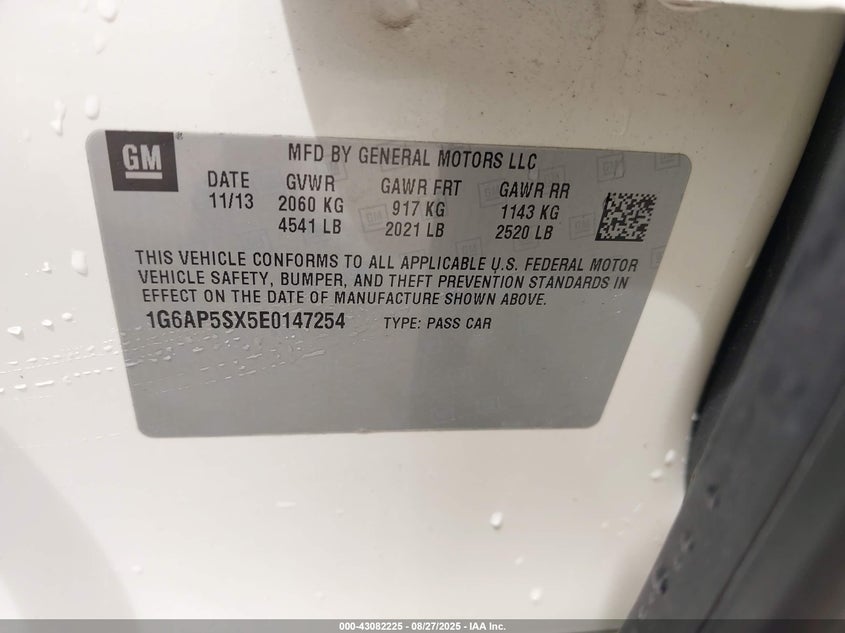 GM
MFD BY GENERAL MOTORS LLC
DATE GVWR GAWR FRT GAWR RR
11/13 2060 KG 917 KG 1143 KG
4541 LB 2021 LB 2520 LB
THIS VEHICLE CONFORMS TO ALL APPLICABLE U.S. FEDERAL MOTOR
VEHICLE SAFETY, BUMPER, AND THEFT PREVENTION STANDARDS IN
EFFECT ON THE DATE OF MANUFACTURE SHOWN ABOVE.
1G6AP5SX5E0147254 TYPE: PASS CAR
000-43082225 - 08/27/2025 - IAA Inc.